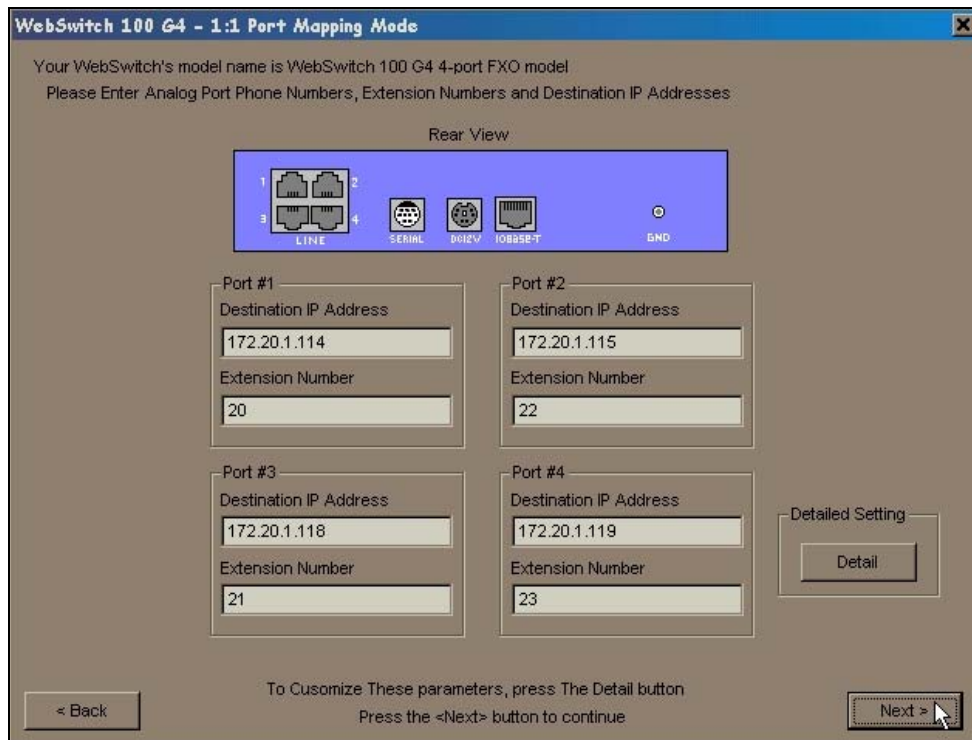 WebSwitch 100 G4 - 1:1 Port Mapping Mode
Your WebSwitch's model name is WebSwitch 100 G4 4-port FXO model
Please Enter Analog Port Phone Numbers, Extension Numbers and Destination IP Addresses
Rear View
1 2
3 4
LINE SERIAL DC12V 10BASE-T GND
Port #1
Destination IP Address
172.20.1.114
Extension Number
20
Port #2
Destination IP Address
172.20.1.115
Extension Number
22
Port #3
Destination IP Address
172.20.1.118
Extension Number
21
Port #4
Destination IP Address
172.20.1.119
Extension Number
23
Detailed Setting
Detail
To Cusomize These parameters, press The Detail button
Press the <Next> button to continue
< Back
Next >